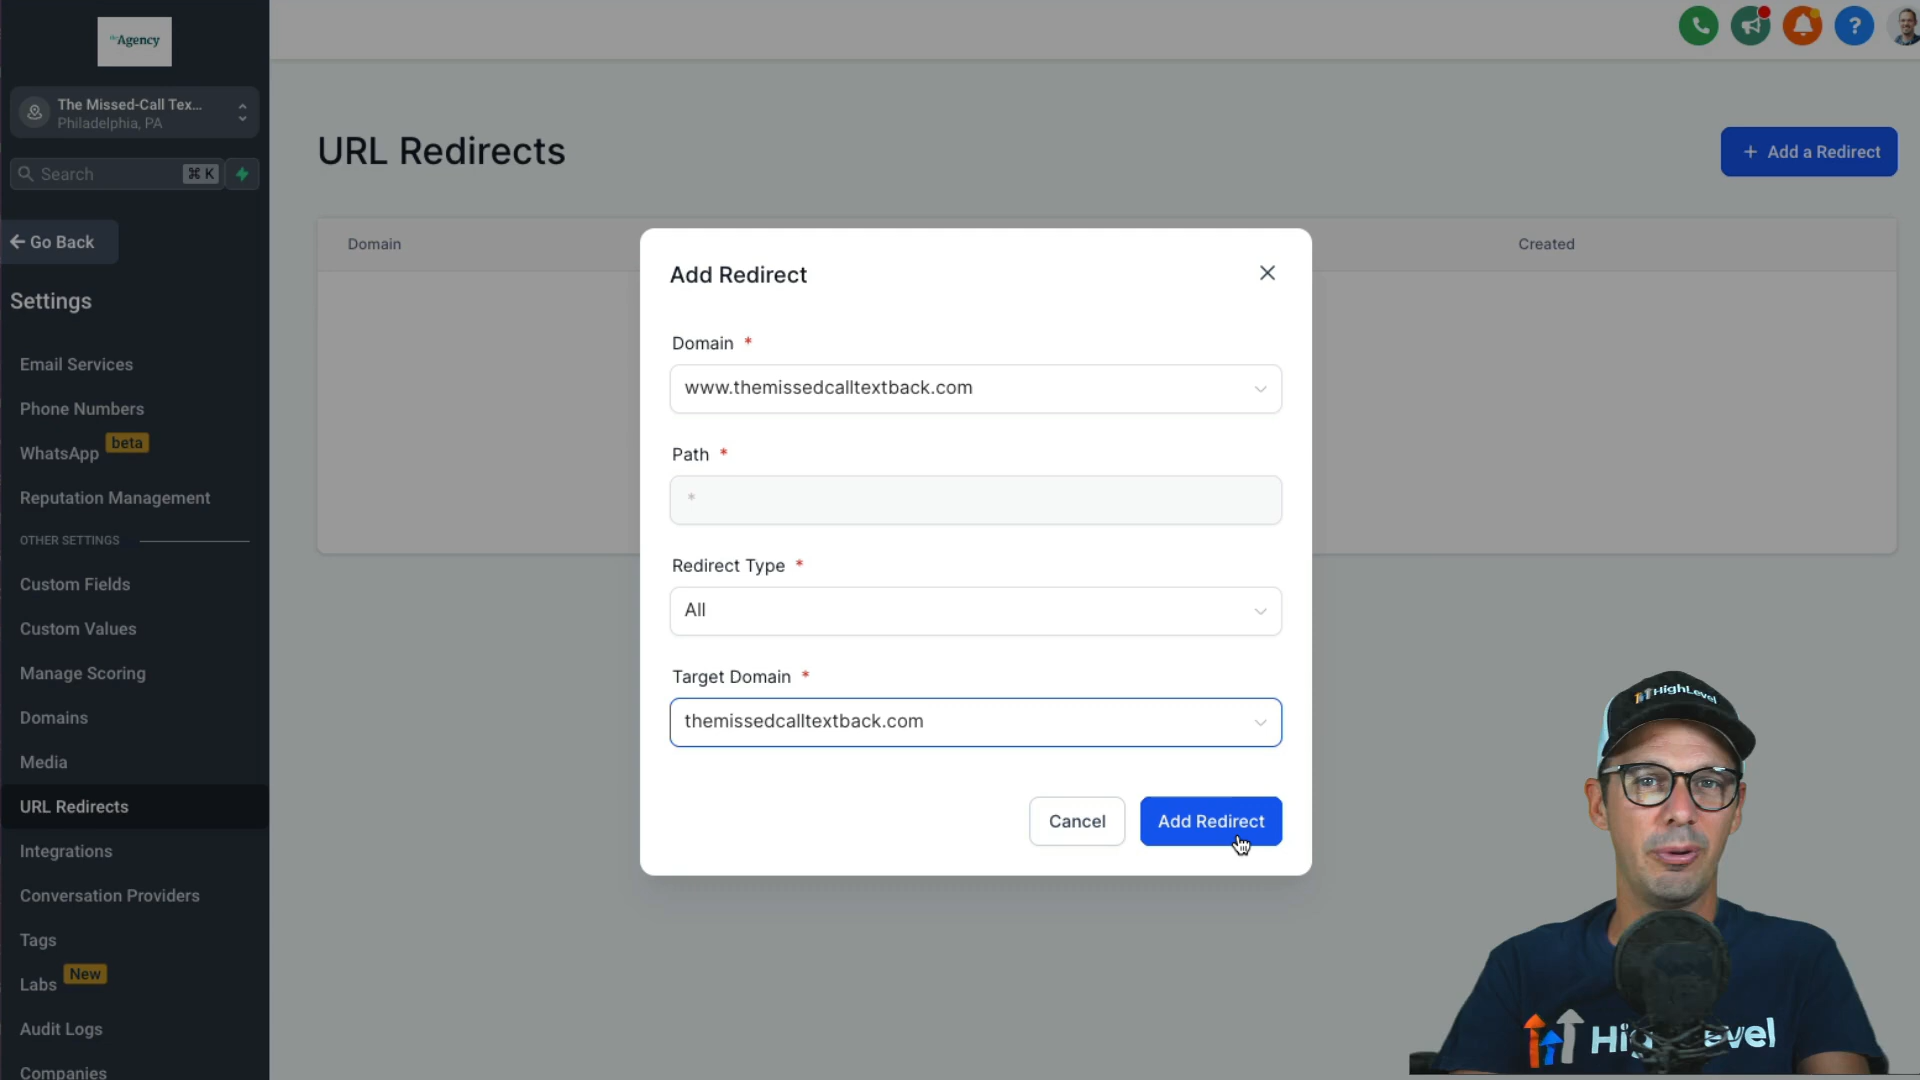 the Agency
The Missed-Call Tex...
Philadelphia, PA
Search
⌘ K
Go Back
Settings
Email Services
Phone Numbers
WhatsApp beta
Reputation Management
OTHER SETTINGS
Custom Fields
Custom Values
Manage Scoring
Domains
Media
URL Redirects
Integrations
Conversation Providers
Tags
Labs New
Audit Logs
Companies
?
URL Redirects
+ Add a Redirect
Domain
Created
Add Redirect
Domain *
www.themissedcalltextback.com
Path *
*
Redirect Type *
All
Target Domain *
themissedcalltextback.com
Cancel
Add Redirect
HighLevel